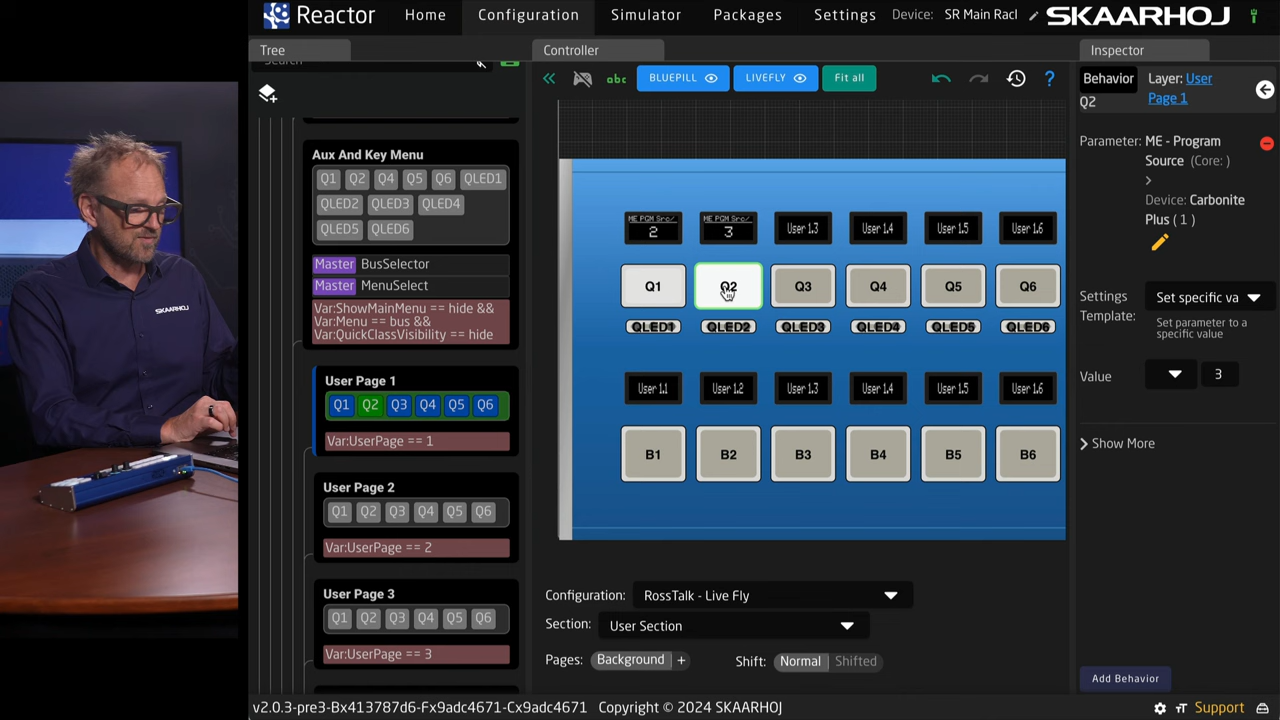 Reactor
Home
Configuration
Simulator
Packages
Settings
Device: SR Main Racl
SKAARHOJ
Tree
Controller
Inspector
abc
BLUEPILL
LIVEFLY
Fit all
?
Behavior
Q2
Layer: User
Page 1
Aux And Key Menu
Q1 Q2 Q4 Q5 Q6 QLED1
QLED2 QLED3 QLED4
QLED5 QLED6
Master BusSelector
Master MenuSelect
Var:ShowMainMenu == hide &&
Var:Menu == bus &&
Var:QuickClassVisibility == hide
User Page 1
Q1 Q2 Q3 Q4 Q5 Q6
Var:UserPage == 1
User Page 2
Q1 Q2 Q3 Q4 Q5 Q6
Var:UserPage == 2
User Page 3
Q1 Q2 Q3 Q4 Q5 Q6
Var:UserPage == 3
ME PGM Src/
2
ME PGM Src/
3
User 1.3
User 1.4
User 1.5
User 1.6
Q1 Q2 Q3 Q4 Q5 Q6
QLED1 QLED2 QLED3 QLED4 QLED5 QLED6
User 1.1 User 1.2 User 1.3 User 1.4 User 1.5 User 1.6
B1 B2 B3 B4 B5 B6
Configuration: RossTalk - Live Fly
Section: User Section
Pages: Background +
Shift: Normal Shifted
Parameter: ME - Program
Source (Core: )
>
Device: Carbonite
Plus ( 1 )
Settings
Template:
Set specific va
Set parameter to a
specific value
Value 3
Show More
Add Behavior
SKAARHOJ
v2.0.3-pre3-Bx413787d6-Fx9adc4671-Cx9adc4671 Copyright © 2024 SKAARHOJ
Support